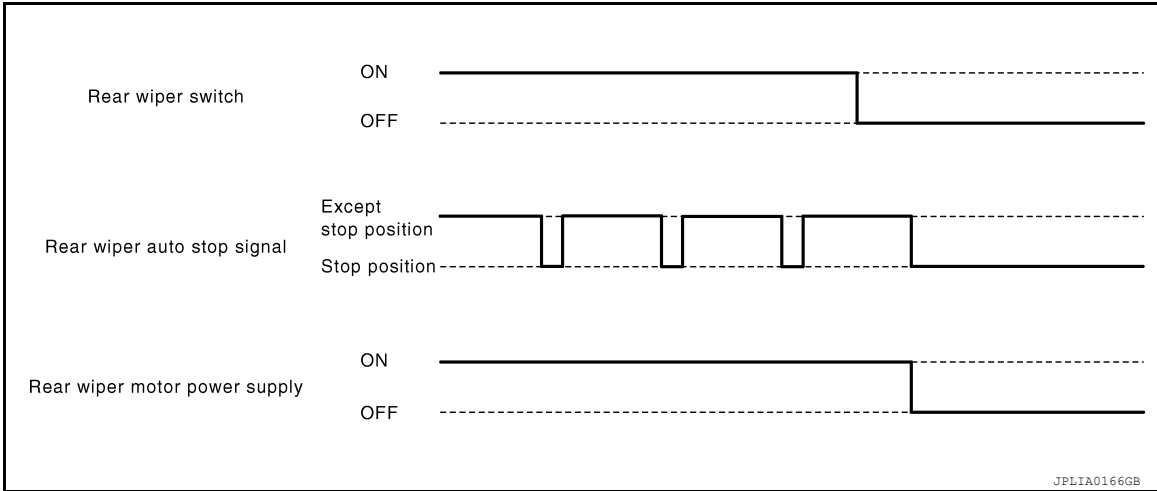 ON
Rear wiper switch
OFF
Except
stop position
Rear wiper auto stop signal
Stop position
ON
Rear wiper motor power supply
OFF
JPLIA0166GB